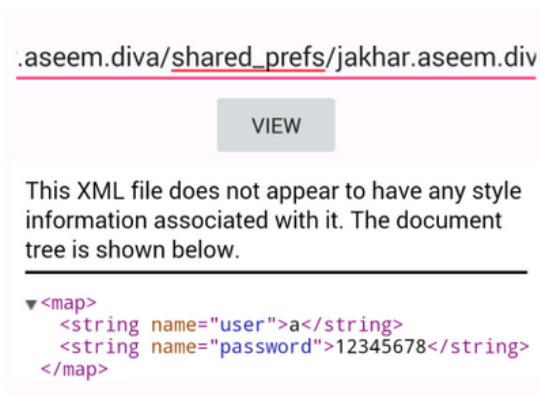 .aseem.diva/shared_prefs/jakhar.aseem.div
VIEW
This XML file does not appear to have any style
information associated with it. The document
tree is shown below.
▼<map>
<string name="user">a</string>
<string name="password">12345678</string>
</map>